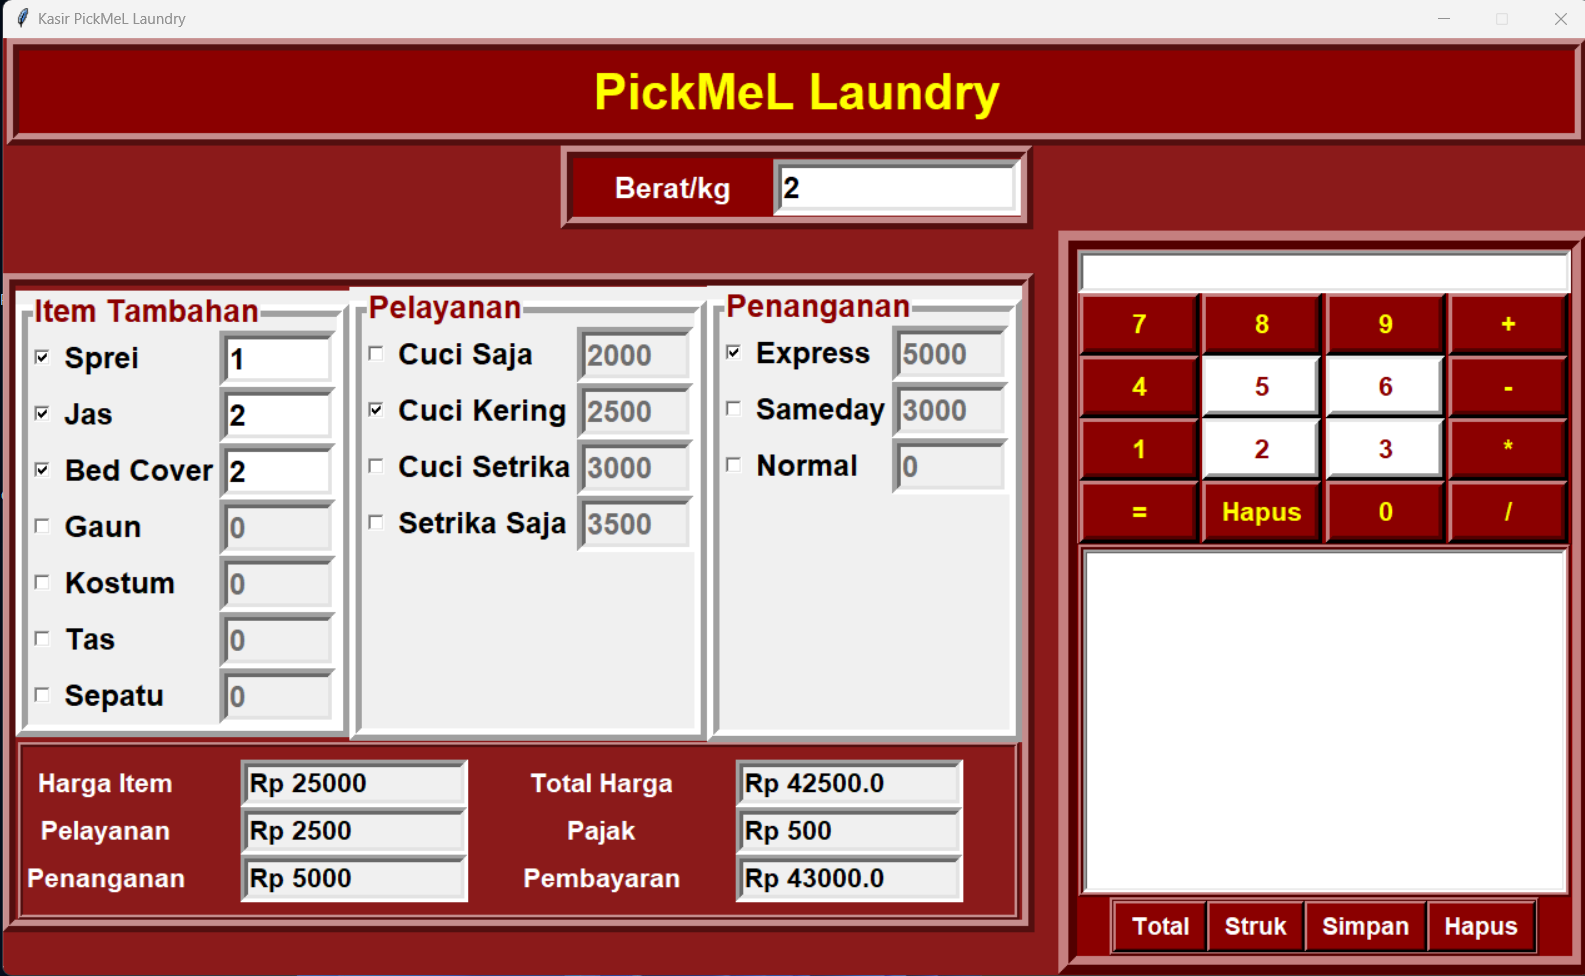 Kasir PickMeL Laundry
PickMeL Laundry
Berat/kg 2
Item Tambahan
Sprei 1
Jas 2
Bed Cover 2
Gaun 0
Kostum 0
Tas 0
Sepatu 0
Pelayanan
Cuci Saja 2000
Cuci Kering 2500
Cuci Setrika 3000
Setrika Saja 3500
Penanganan
Express 5000
Sameday 3000
Normal 0
Harga Item Rp 25000
Pelayanan Rp 2500
Penanganan Rp 5000
Total Harga Rp 42500.0
Pajak Rp 500
Pembayaran Rp 43000.0
7 8 9 +
4 5 6 -
1 2 3 *
= Hapus 0 /
Total Struk Simpan Hapus